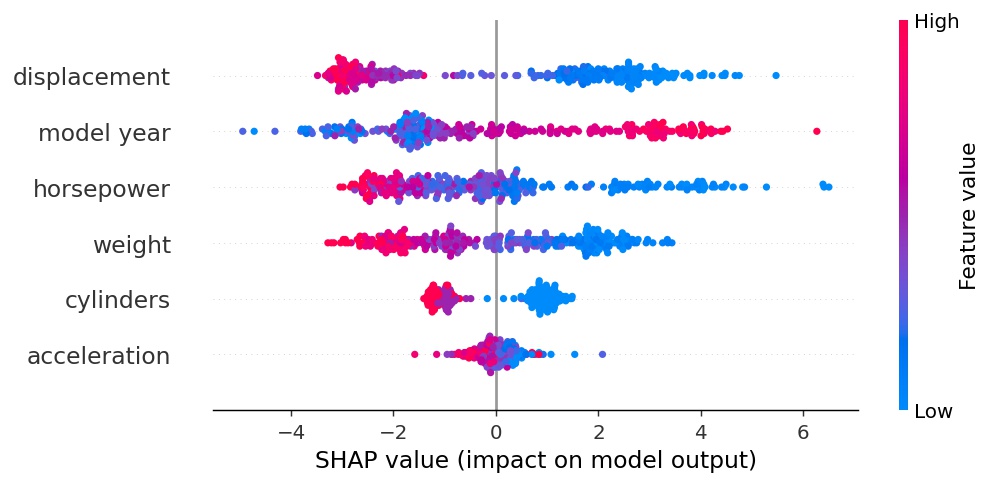 High
displacement
model year
horsepower
weight
cylinders
acceleration
Feature value
Low
−4 −2 0 2 4 6
SHAP value (impact on model output)